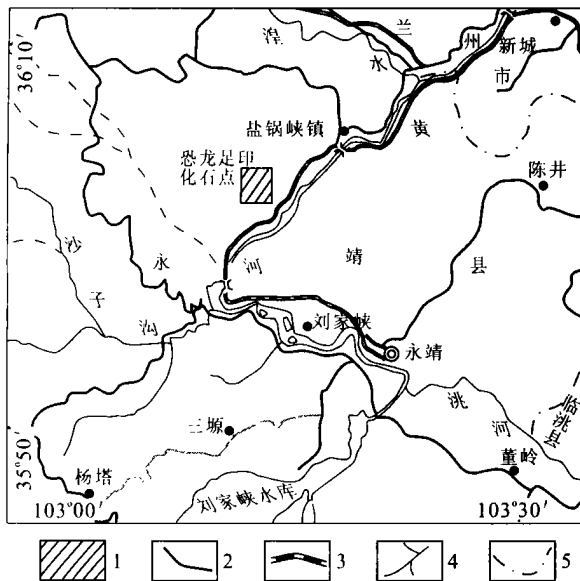 湟水
兰州市
新城
36°10′
盐锅峡镇
黄河
恐龙足印
化石点
陈井
永靖县
沙子沟
刘家峡
永靖
洮河
临洮县
三塬
35°50′
杨塔
董岭
刘家峡水库
103°00′
103°30′
1 2 3 4 5